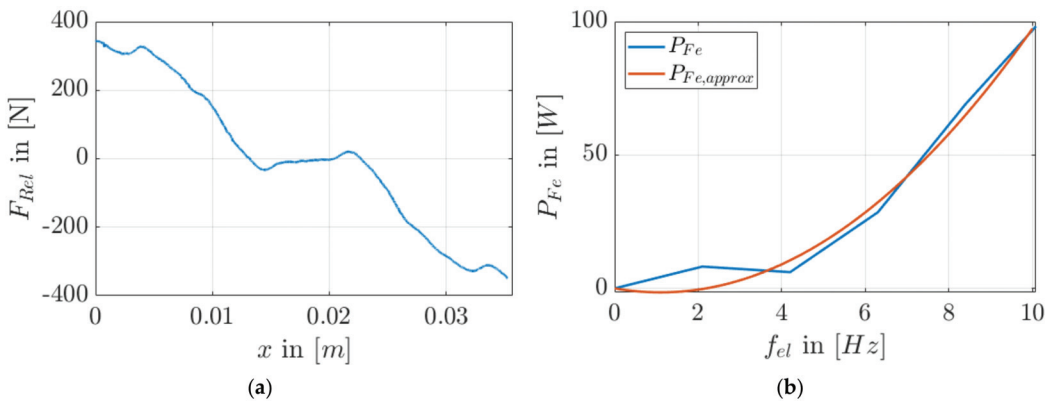 400
200
0
-200
-400
F_Rel in [N]
0
0.01
0.02
0.03
x in [m]
(a)
100
50
0
P_Fe in [W]
P_Fe
P_Fe,approx
0
2
4
6
8
10
f_el in [Hz]
(b)